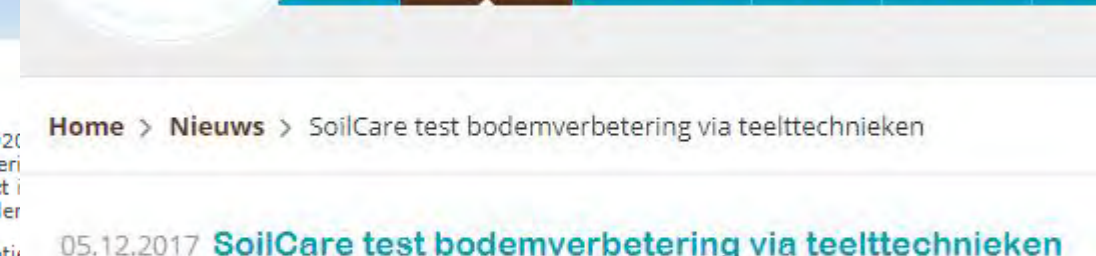 Home > Nieuws > SoilCare test bodemverbetering via teelttechnieken
05.12.2017 SoilCare test bodemverbetering via teelttechnieken